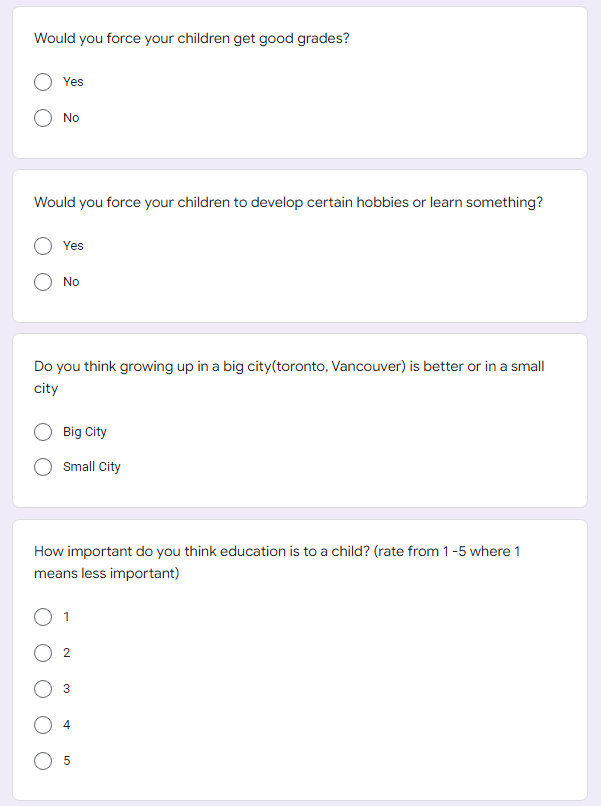 Would you force your children get good grades?
Yes
No
Would you force your children to develop certain hobbies or learn something?
Yes
No
Do you think growing up in a big city(toronto, Vancouver) is better or in a small
city
Big City
Small City
How important do you think education is to a child? (rate from 1 -5 where 1
means less important)
1
2
3
4
5